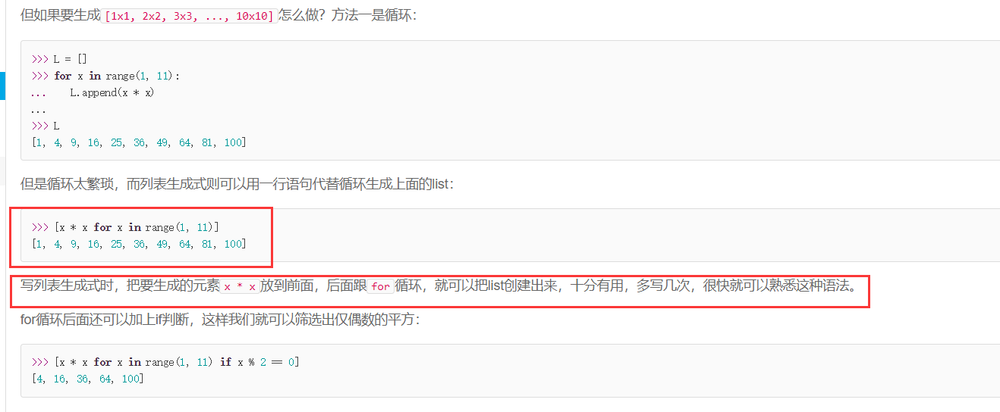 但如果要生成[1x1, 2x2, 3x3, ..., 10x10]怎么做？方法一是循环：
>>> L = []
>>> for x in range(1, 11):
...    L.append(x * x)
...
>>> L
[1, 4, 9, 16, 25, 36, 49, 64, 81, 100]
但是循环太繁琐，而列表生成式则可以用一行语句代替循环生成上面的list：
>>> [x * x for x in range(1, 11)]
[1, 4, 9, 16, 25, 36, 49, 64, 81, 100]
写列表生成式时，把要生成的元素x * x放到前面，后面跟for循环，就可以把list创建出来，十分有用，多写几次，很快就可以熟悉这种语法。
for循环后面还可以加上if判断，这样我们就可以筛选出仅偶数的平方：
>>> [x * x for x in range(1, 11) if x % 2 == 0]
[4, 16, 36, 64, 100]